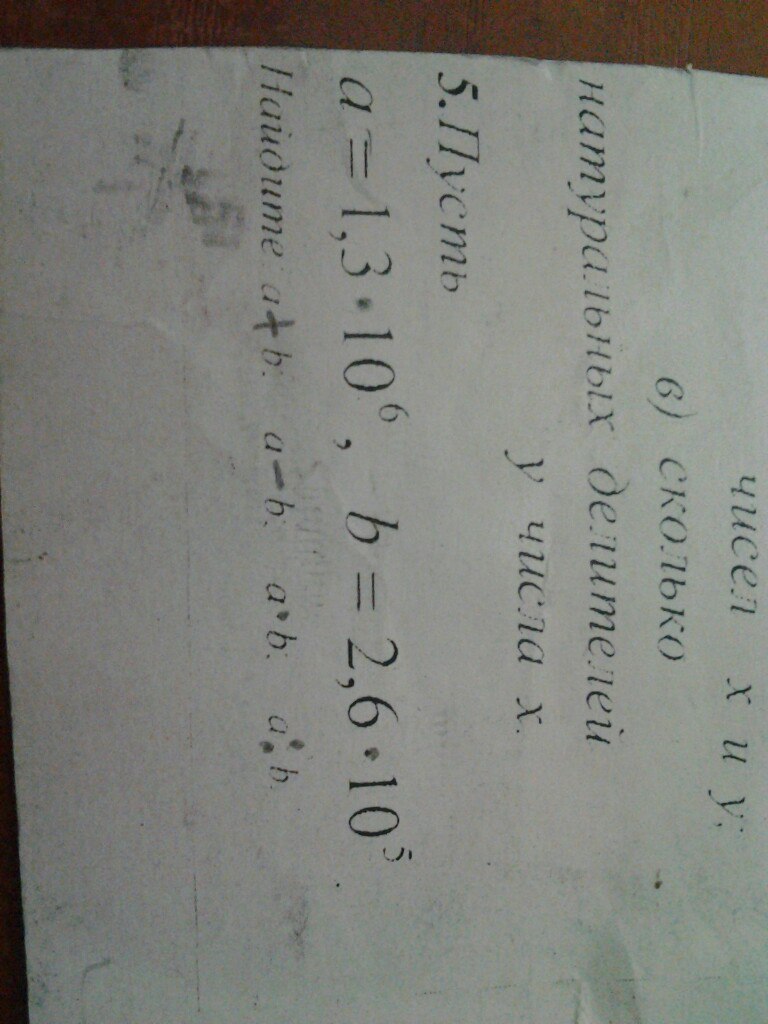 чисел х и у;
в) сколько
натуральных делителей
у числа х.
5.Пусть
a = 1,3·10⁶, b = 2,6·10⁵.
Найдите a+b; a-b; a·b; a:b.